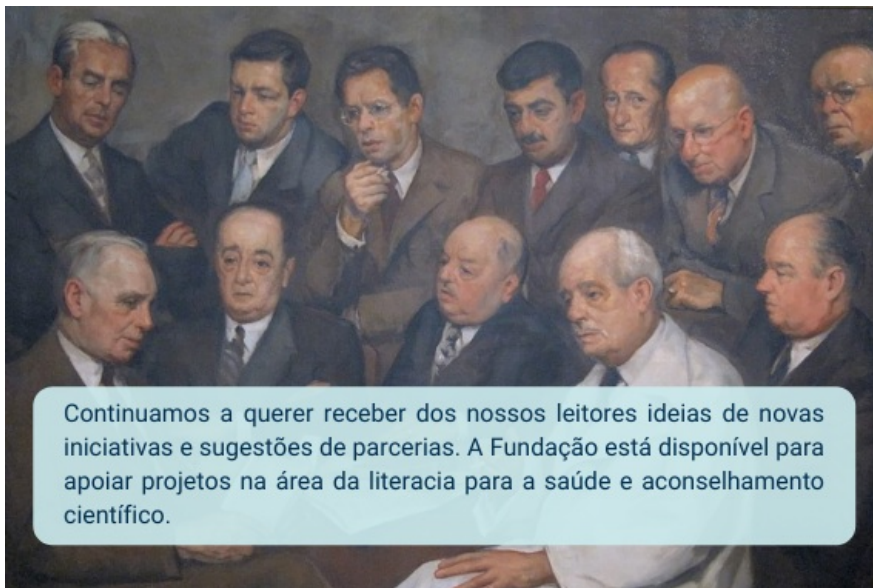 Continuamos a querer receber dos nossos leitores ideias de novas
iniciativas e sugestões de parcerias. A Fundação está disponível para
apoiar projetos na área da literacia para a saúde e aconselhamento
científico.